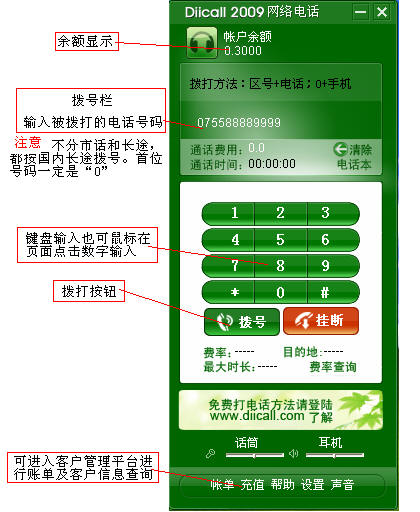 Diicall 2009 网络电话
余额显示
帐户余额
0.3000
拨打方法：区号+电话；0+手机
拨号栏
输入被拨打的电话号码
075588889999
注意 不分市话和长途，
都按国内长途拨号。首位
号码一定是“0”
通话费用： 0.0
清除
通话时间： 00:00:00
电话本
1 2 3
4 5 6
键盘输入也可鼠标在
页面点击数字输入
7 8 9
* 0 #
拨打按钮
拨号 挂断
费率：----- 目的地：-----
最大时长：----- 费率查询
免费打电话方法请登陆
www.diicall.com 了解
话筒 耳机
可进入客户管理平台进
行账单及客户信息查询
账单 充值 帮助 设置 声音